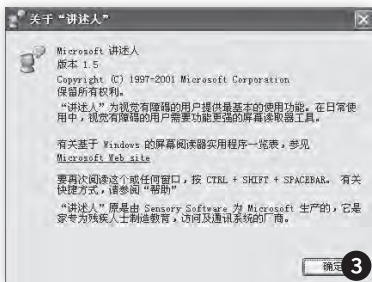 关于“讲述人”
Microsoft 讲述人
版本 1.5
Copyright (C) 1997-2001 Microsoft Corporation
保留所有权利。
“讲述人”为视觉有障碍的用户提供最基本的使用功能。在日常使
用中，视觉有障碍的用户需要功能更强的屏幕读取器工具。
有关基于 Windows 的屏幕阅读器实用程序一览表，参见
Microsoft Web site
要再次阅读这个或任何窗口，按 CTRL + SHIFT + SPACEBAR。 有关
快捷方式，请参阅“帮助”
“讲述人”原是由 Sensory Software 为 Microsoft 生产的，它是
家专为残疾人士制造教育，访问及通讯系统的厂商。
确定 3